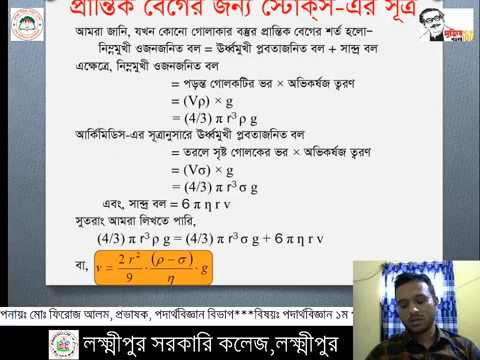 প্রান্তিক বেগের জন্য স্টোক্‌স-এর সূত্র
আমরা জানি, যখন কোনো গোলাকার বস্তুর প্রান্তিক বেগের শর্ত হলো–
নিম্নমুখী ওজনজনিত বল = ঊর্ধ্বমুখী প্লবতাজনিত বল + সান্দ্র বল
এক্ষেত্রে, নিম্নমুখী ওজনজনিত বল
= পড়ন্ত গোলকটির ভর × অভিকর্ষজ ত্বরণ
= (Vρ) × g
= (4/3) π r³ ρ g
আর্কিমিডিস-এর সূত্রানুসারে ঊর্ধ্বমুখী প্লবতাজনিত বল
= তরলে সৃষ্ট গোলকের ভর × অভিকর্ষজ ত্বরণ
= (Vσ) × g
= (4/3) π r³ σ g
এবং, সান্দ্র বল = 6 π η r v
সুতরাং আমরা লিখতে পারি,
(4/3) π r³ ρ g = (4/3) π r³ σ g + 6 π η r v
বা, v = 2 r² / 9 · (ρ − σ) / η · g
পনায়ঃ মোঃ ফিরোজ আলম, প্রভাষক, পদার্থবিজ্ঞান বিভাগ***বিষয়ঃ পদার্থবিজ্ঞান ১ম প
লক্ষ্মীপুর সরকারি কলেজ,লক্ষ্মীপুর